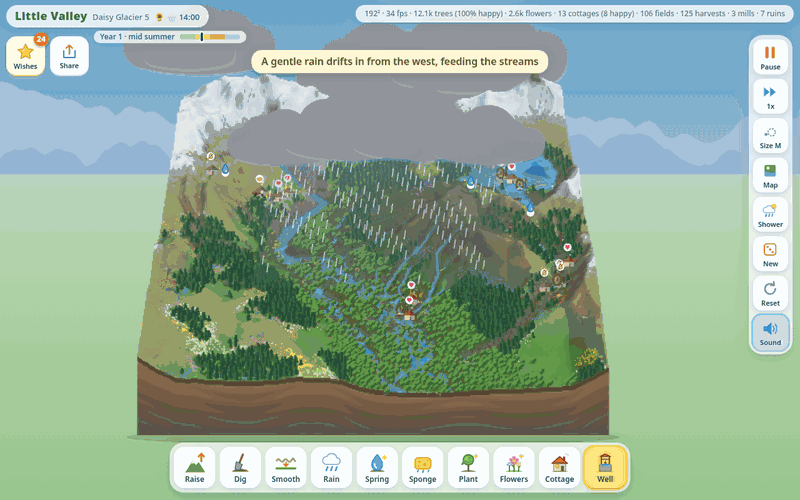 Little Valley Daisy Glacier 5 14:00
192² · 34 fps · 12.1k trees (100% happy) · 2.6k flowers · 13 cottages (8 happy) · 106 fields · 125 harvests · 3 mills · 7 ruins
Year 1 · mid summer
24
Wishes
Share
A gentle rain drifts in from the west, feeding the streams
Pause
1x
Size M
Map
Shower
New
Reset
Sound
Raise
Dig
Smooth
Rain
Spring
Sponge
Plant
Flowers
Cottage
Well